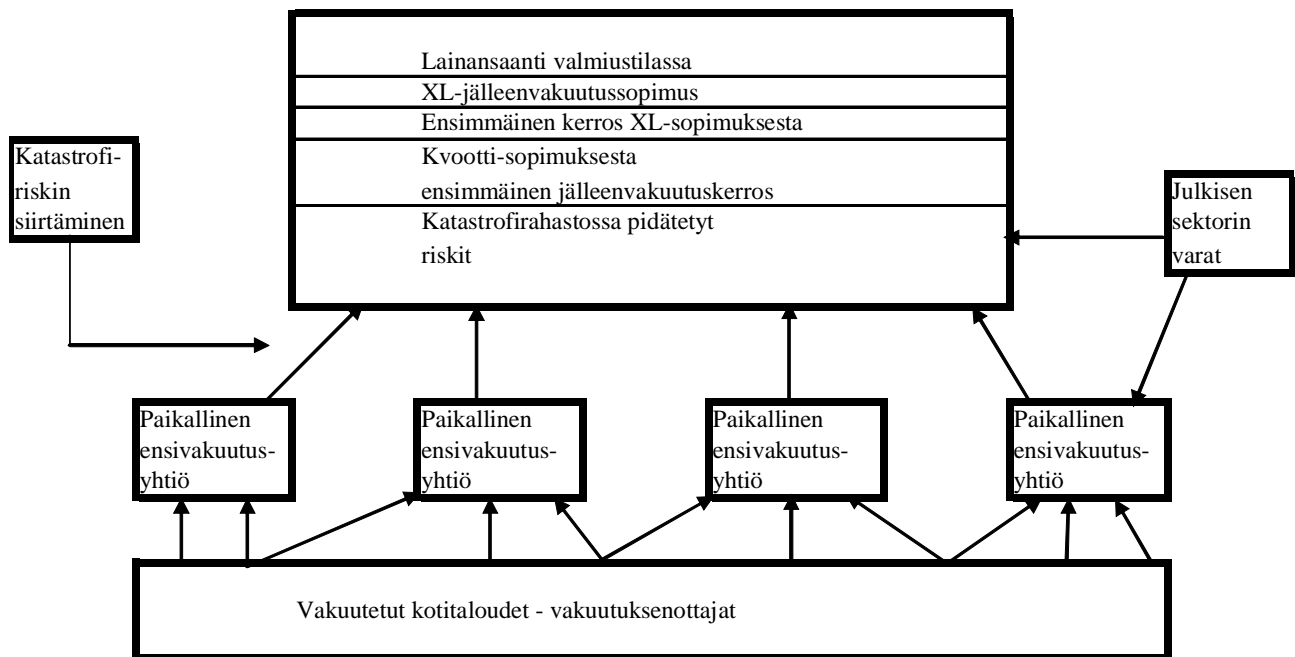 Lainansaanti valmiustilassa
XL-jälleenvakuutussopimus
Ensimmäinen kerros XL-sopimuksesta
Kvootti-sopimuksesta
ensimmäinen jälleenvakuutuskerros
Katastrofirahastossa pidätetyt
riskit
Katastrofi-
riskin
siirtäminen
Julkisen
sektorin
varat
Paikallinen
ensivakuutus-
yhtiö
Paikallinen
ensivakuutus-
yhtiö
Paikallinen
ensivakuutus-
yhtiö
Paikallinen
ensivakuutus-
yhtiö
Vakuutetut kotitaloudet - vakuutuksenottajat